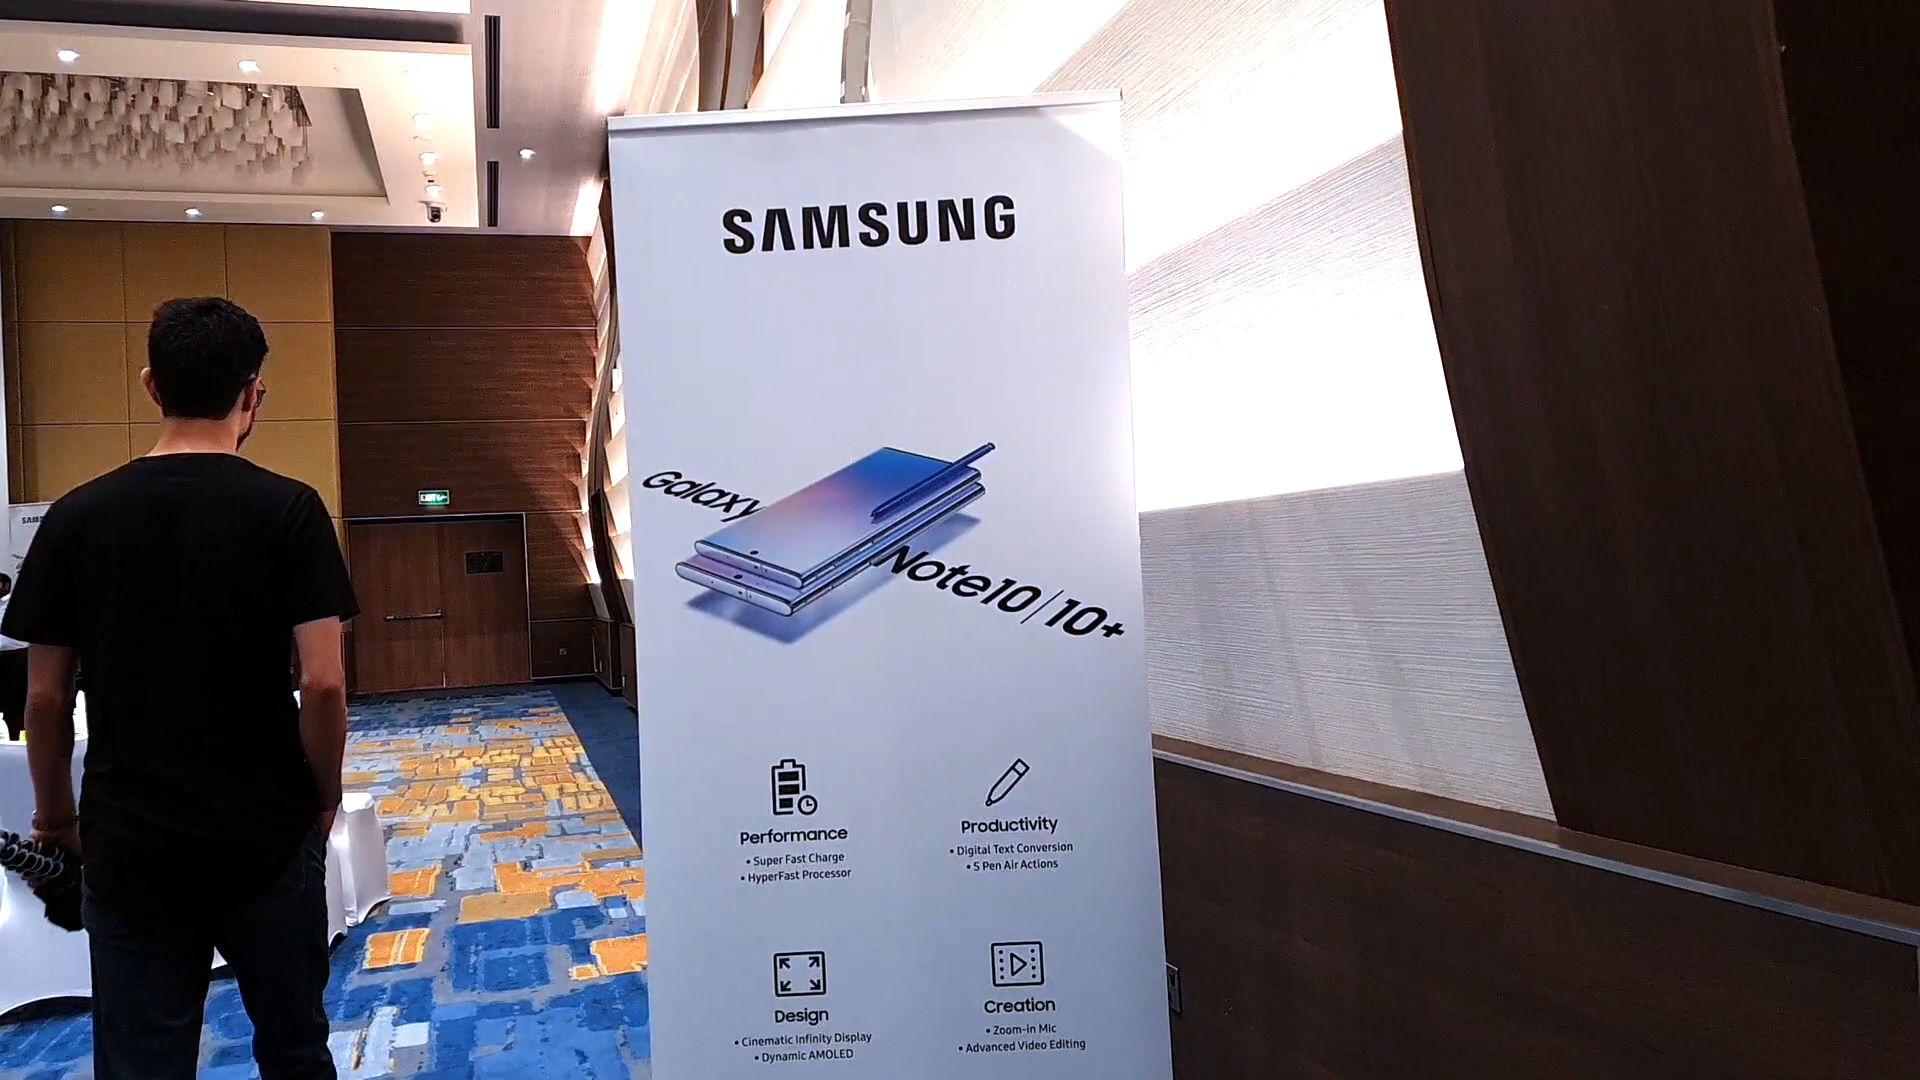 SAMSUNG
Galaxy
Note10/10+
Performance
• Super Fast Charge
• HyperFast Processor
Productivity
• Digital Text Conversion
• S Pen Air Actions
Design
• Cinematic Infinity Display
• Dynamic AMOLED
Creation
• Zoom-in Mic
• Advanced Video Editing
EXIT